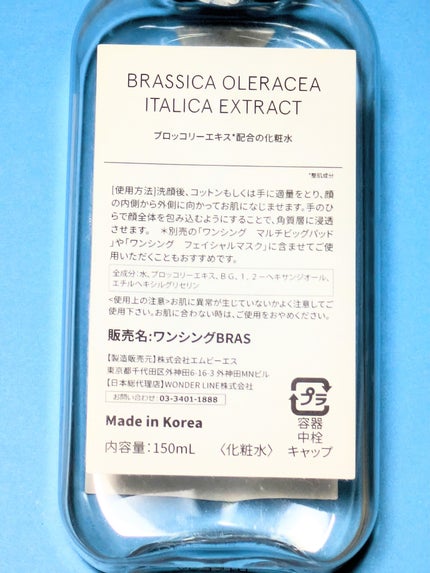 BRASSICA OLERACEA
ITALICA EXTRACT
ブロッコリーエキス*配合の化粧水
*整肌成分
[使用方法]洗顔後、コットンもしくは手に適量をとり、顔
の内側から外側に向かってお肌になじませます。手のひ
らで顔全体を包み込むようにすることで、角質層に浸透
させます。 *別売の「ワンシング マルチビッグパッド
」や「ワンシング フェイシャルマスク」に含ませてご使
用いただくこともおすすめです。
全成分:水、ブロッコリーエキス、B.G、1,2-ヘキサンジオール、
エチルヘキシルグリセリン
<使用上の注意>お肌に異常が生じていないかよく注意してご
使用下さい。お肌に合わない時は、ご使用をおやめください。
販売名:ワンシングBRAS
【製造販売元】株式会社エムビーエス
東京都千代田区外神田6-16-3 外神田MNビル
【日本総代理店】WONDER LINE株式会社
お問い合わせ:03-3401-1888
Made in Korea
内容量:150mL 〈化粧水〉
プラ
容器
中栓
キャップ